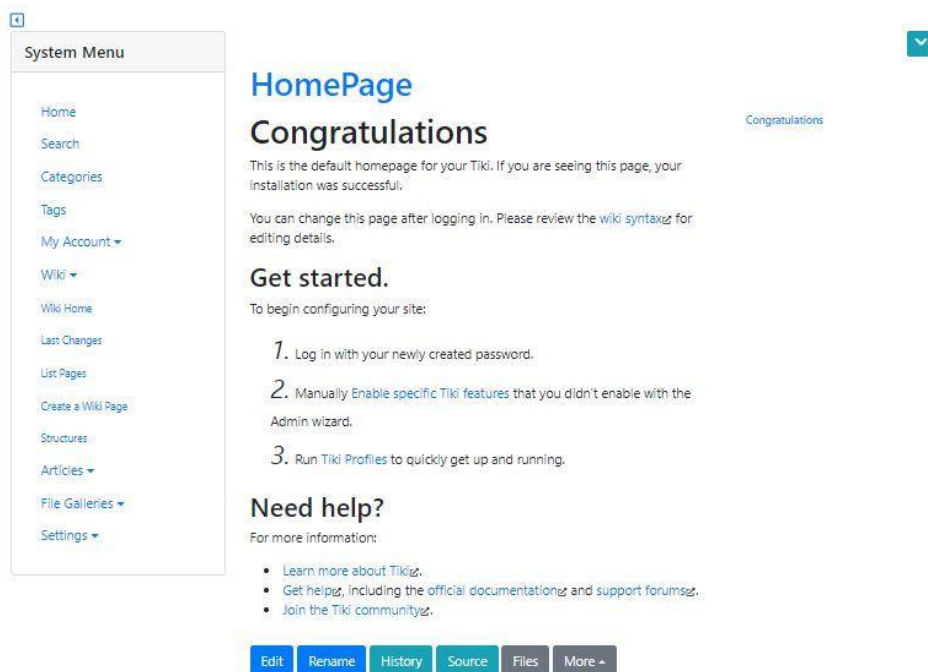 System Menu
Home
Search
Categories
Tags
My Account
Wiki
Wiki Home
Last Changes
List Pages
Create a Wiki Page
Structures
Articles
File Galleries
Settings
HomePage
Congratulations
This is the default homepage for your Tiki. If you are seeing this page, your
installation was successful.
You can change this page after logging in. Please review the wiki syntax for
editing details.
Get started.
To begin configuring your site:
1. Log in with your newly created password.
2. Manually Enable specific Tiki features that you didn't enable with the
Admin wizard.
3. Run Tiki Profiles to quickly get up and running.
Need help?
For more information:
Learn more about Tiki.
Get help, including the official documentation and support forums.
Join the Tiki community.
Edit Rename History Source Files More
Congratulations